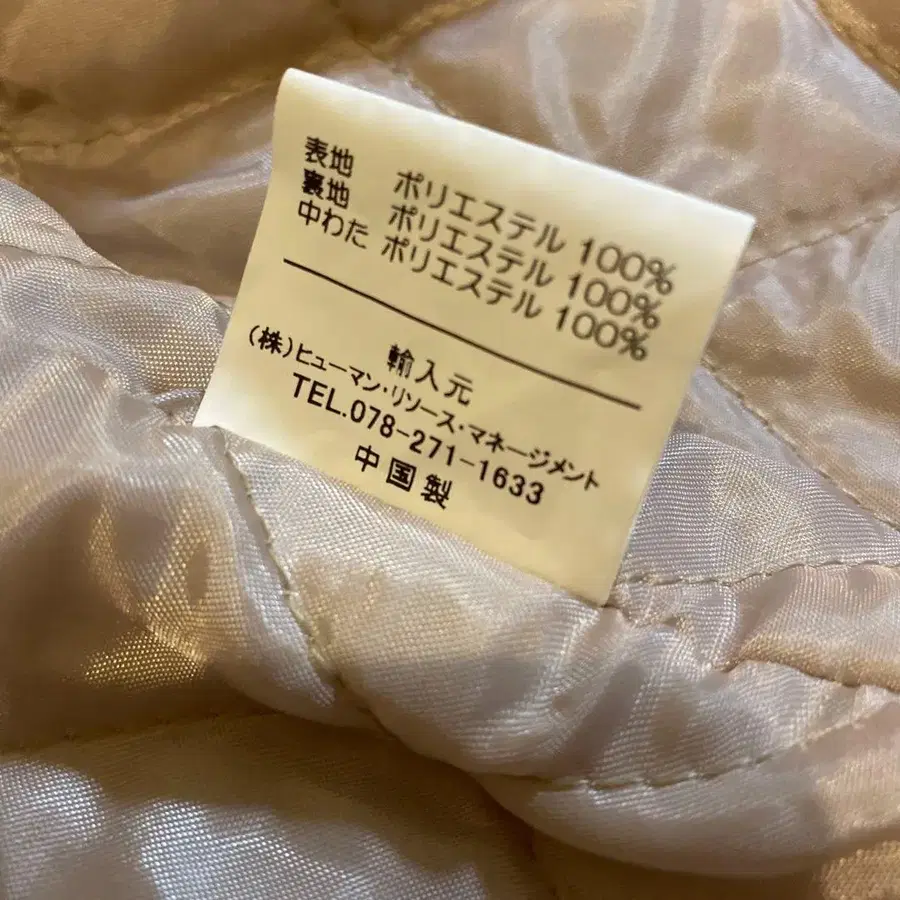 表地 ポリエステル 100%
裏地 ポリエステル 100%
中わた ポリエステル 100%
輸入元
(株)ヒューマン・リソース・マネージメント
TEL.078-271-1633
中国製